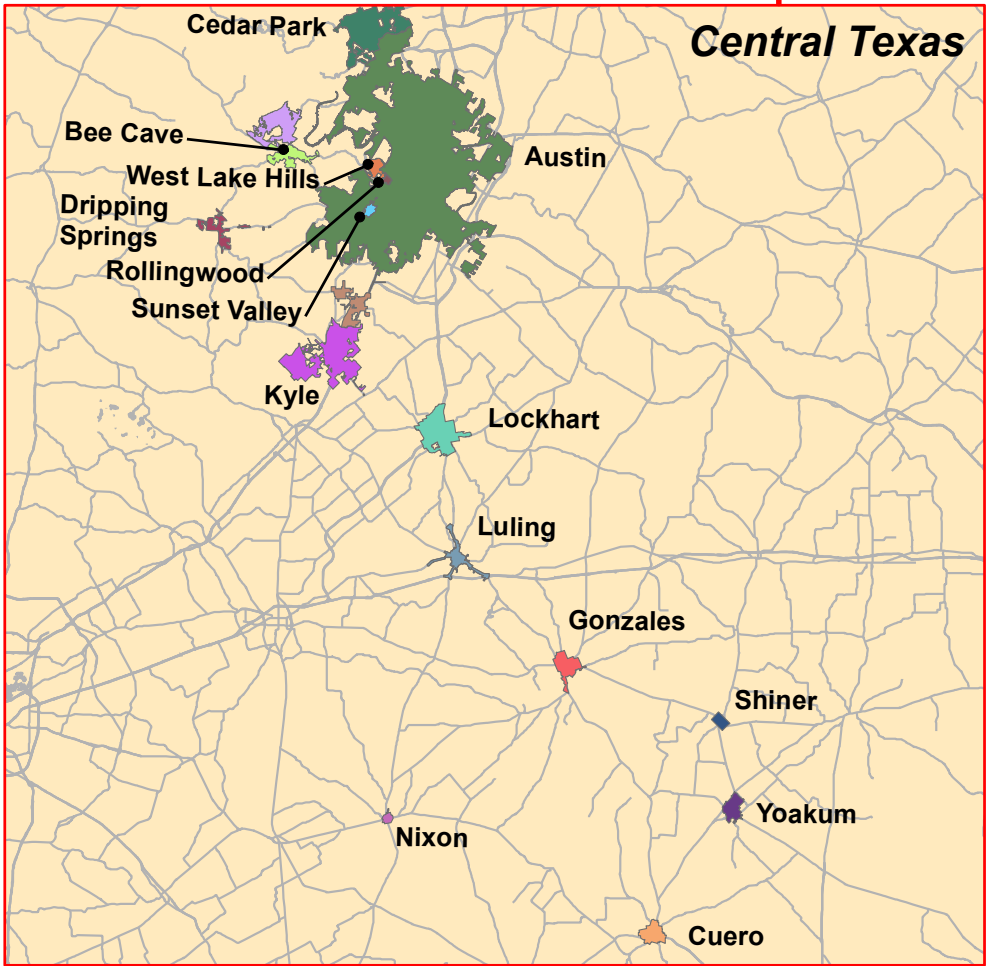 Cedar Park
Central Texas
Bee Cave
Austin
West Lake Hills
Dripping
Springs
Rollingwood
Sunset Valley
Kyle
Lockhart
Luling
Gonzales
Shiner
Yoakum
Nixon
Cuero